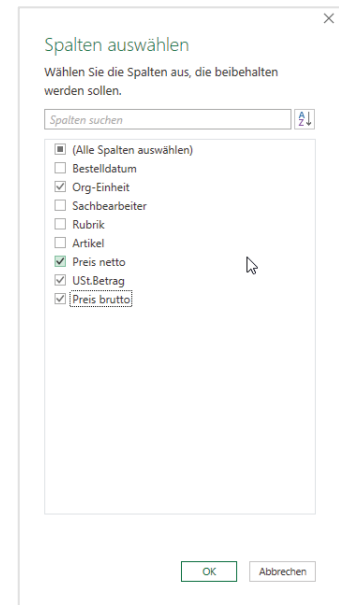 Spalten auswählen
Wählen Sie die Spalten aus, die beibehalten
werden sollen.
Spalten suchen
A
Z
(Alle Spalten auswählen)
Bestelldatum
Org-Einheit
Sachbearbeiter
Rubrik
Artikel
Preis netto
USt.Betrag
Preis brutto
OK Abbrechen